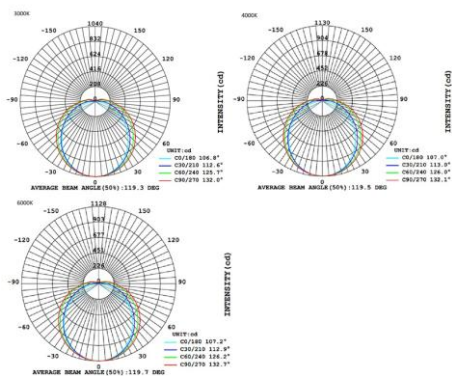 3000K
1040
-150 832 150
624
-120 416 120
208
-90 90
-60 60
-30 30
0
INTENSITY(cd)
UNIT:cd
C0/180 106.8°
C30/210 112.6°
C60/240 125.7°
C90/270 132.0°
AVERAGE BEAM ANGLE(50%):119.3 DEG
4000K
1130
-150 904 150
678
-120 452 120
226
-90 90
-60 60
-30 30
0
INTENSITY(cd)
UNIT:cd
C0/180 107.0°
C30/210 113.0°
C60/240 126.0°
C90/270 132.1°
AVERAGE BEAM ANGLE(50%):119.5 DEG
6000K
1128
-150 903 150
677
-120 451 120
226
-90 90
-60 60
-30 30
0
INTENSITY(cd)
UNIT:cd
C0/180 107.2°
C30/210 112.9°
C60/240 126.2°
C90/270 132.7°
AVERAGE BEAM ANGLE(50%):119.7 DEG